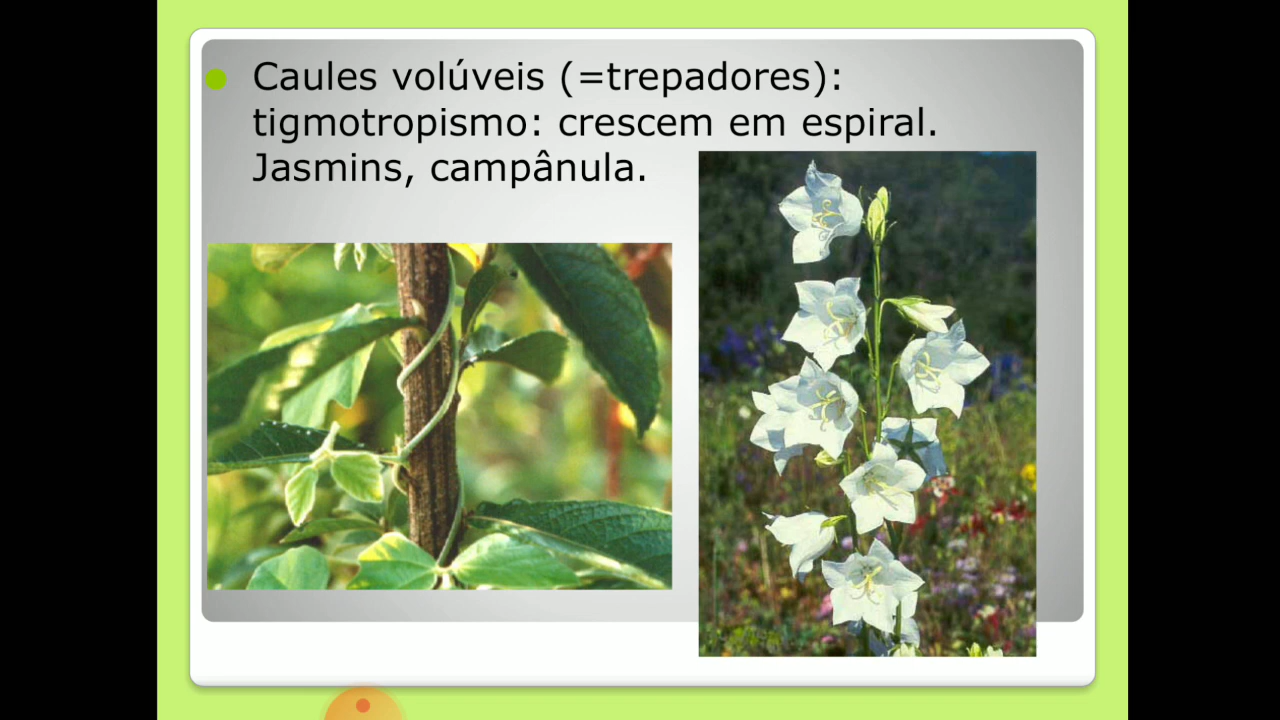 Caules volúveis (=trepadores):
tigmotropismo: crescem em espiral.
Jasmins, campânula.